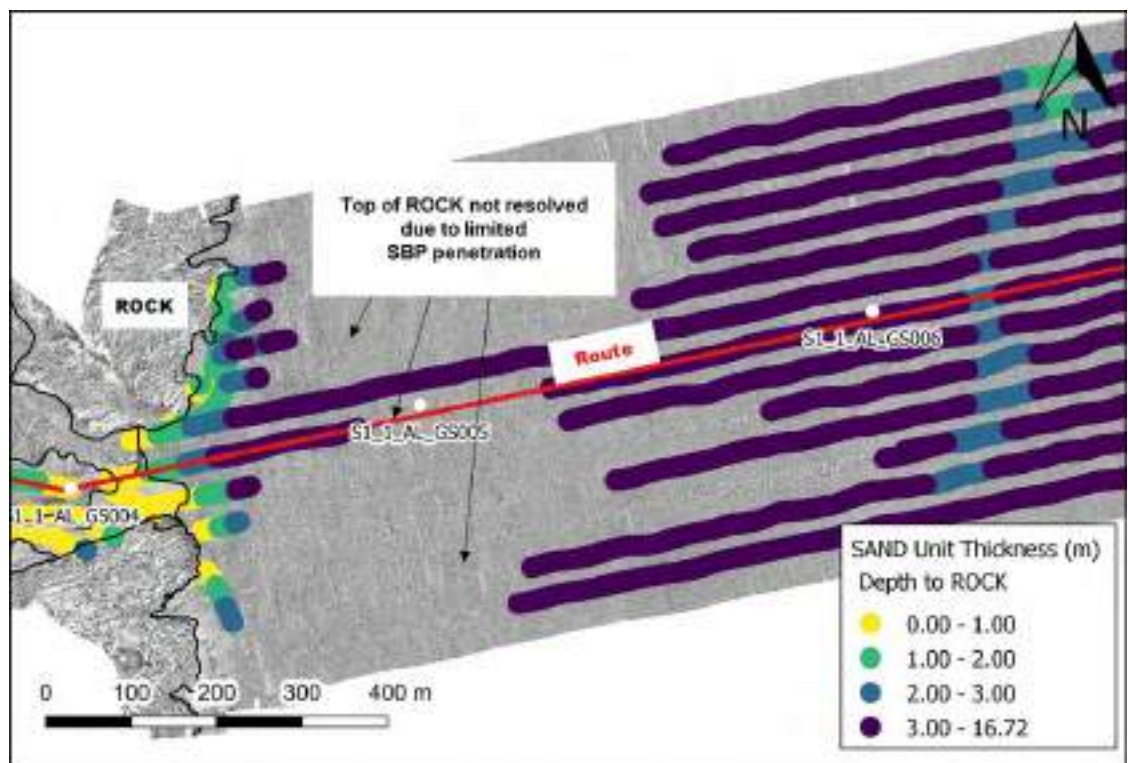 N
Top of ROCK not resolved
due to limited
SBP penetration
ROCK
Route
S1_1_AL_GS006
S1_1_AL_GS005
S1_1_AL_GS004
SAND Unit Thickness (m)
Depth to ROCK
0.00 - 1.00
1.00 - 2.00
2.00 - 3.00
3.00 - 16.72
0 100 200 300 400 m